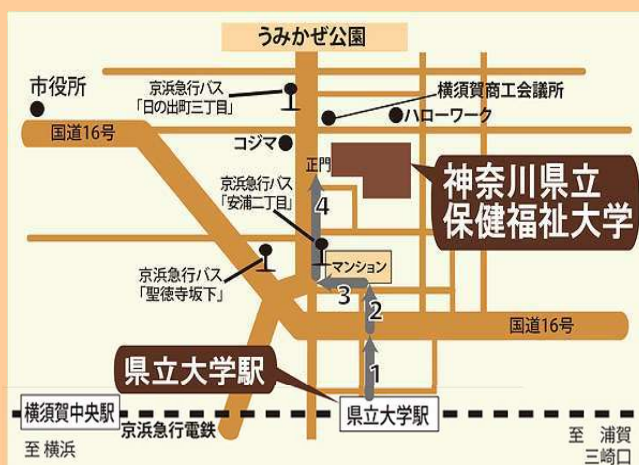 うみかぜ公園
市役所
京浜急行バス
「日の出町三丁目」
横須賀商工会議所
ハローワーク
国道16号
コジマ
正門
京浜急行バス
「安浦二丁目」
4
神奈川県立
保健福祉大学
京浜急行バス
「聖徳寺坂下」
マンション
3
2
国道16号
県立大学駅
1
横須賀中央駅
京浜急行電鉄
県立大学駅
至 横浜
至 浦賀
三崎口